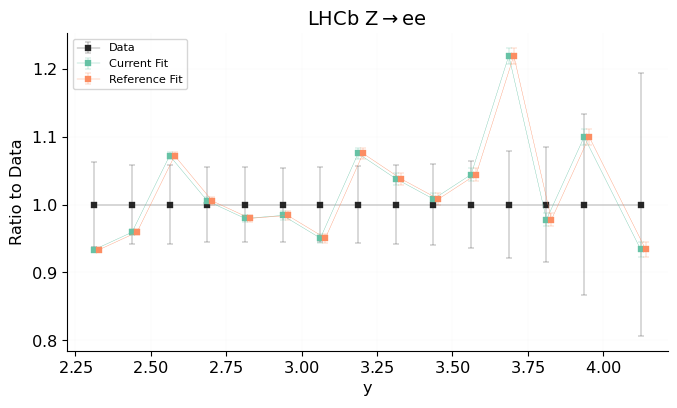 LHCb Z → ee
Data
Current Fit
Reference Fit
Ratio to Data
1.2
1.1
1.0
0.9
0.8
2.25 2.50 2.75 3.00 3.25 3.50 3.75 4.00
y